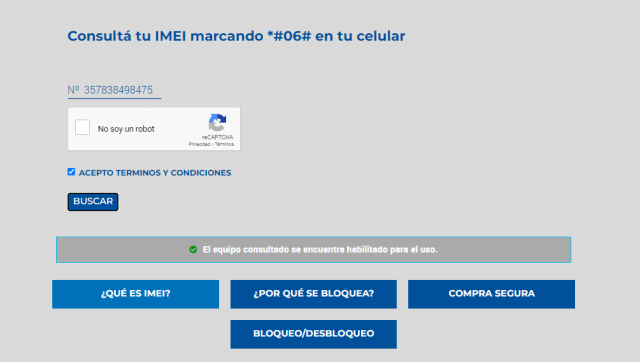 Consultá tu IMEI marcando *#06# en tu celular
Nº 357838498475
No soy un robot
reCAPTCHA
Privacidad - Términos
ACEPTO TERMINOS Y CONDICIONES
BUSCAR
El equipo consultado se encuentra habilitado para el uso.
¿QUÉ ES IMEI?
¿POR QUÉ SE BLOQUEA?
COMPRA SEGURA
BLOQUEO/DESBLOQUEO